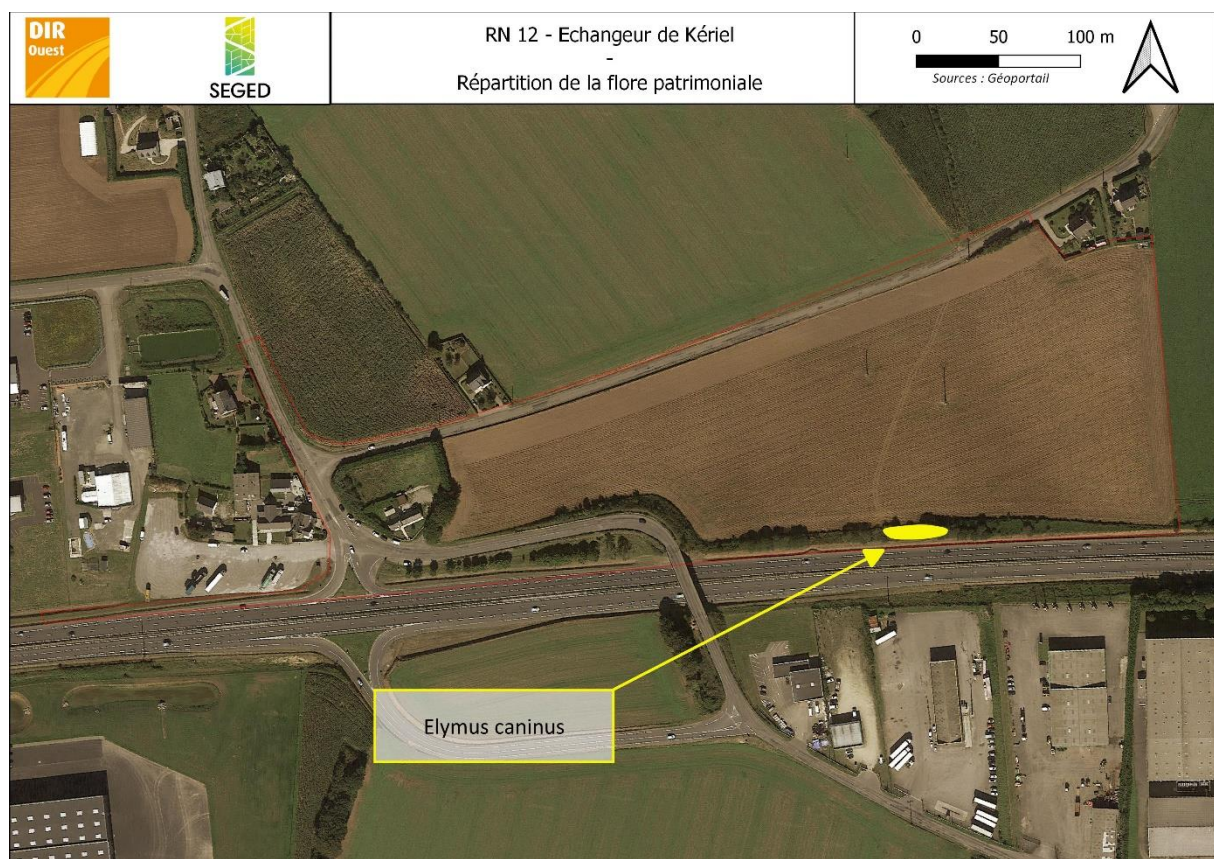 DIR
Ouest
SEGED
RN 12 - Echangeur de Kériel
-
Répartition de la flore patrimoniale
0 50 100 m
Sources : Géoportail
Elymus caninus